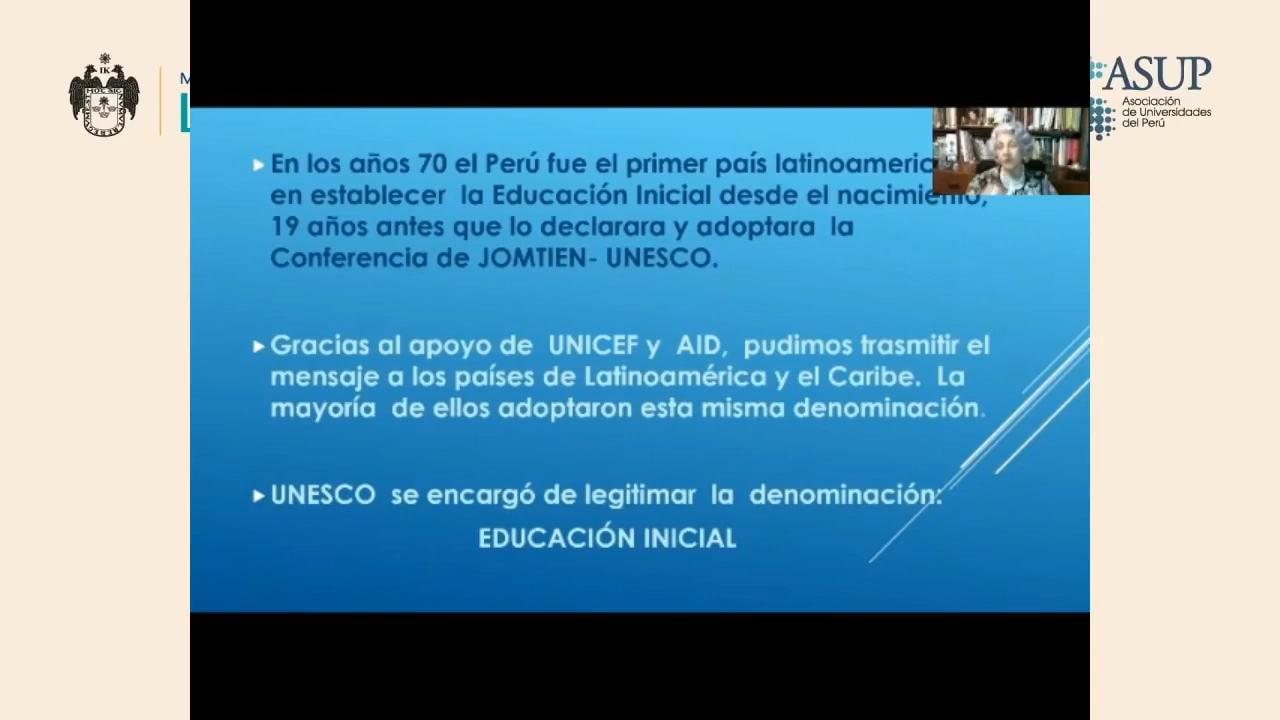 M
L
ASUP
Asociación
de Universidades
del Perú
En los años 70 el Perú fue el primer país latinoameric
en establecer la Educación Inicial desde el nacimiento,
19 años antes que lo declarara y adoptara la
Conferencia de JOMTIEN- UNESCO.
Gracias al apoyo de UNICEF y AID, pudimos trasmitir el
mensaje a los países de Latinoamérica y el Caribe. La
mayoría de ellos adoptaron esta misma denominación.
UNESCO se encargó de legitimar la denominación:
EDUCACIÓN INICIAL